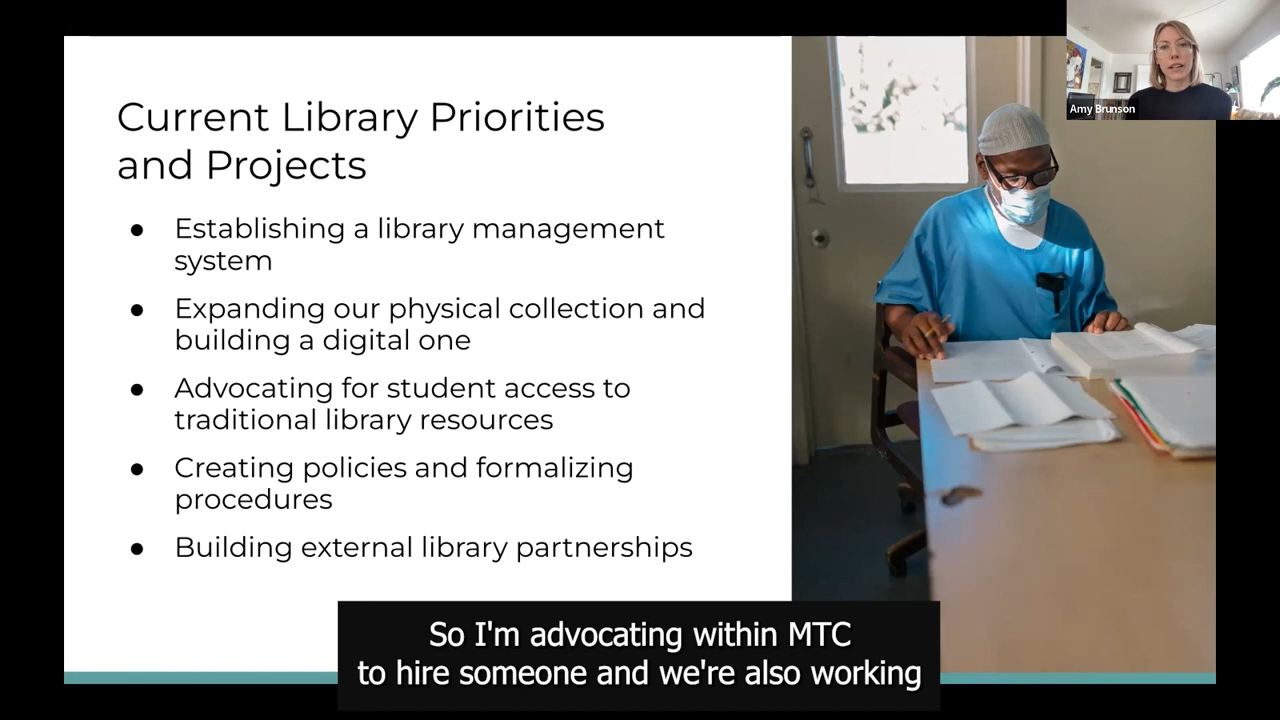 Current Library Priorities
and Projects
● Establishing a library management
system
● Expanding our physical collection and
building a digital one
● Advocating for student access to
traditional library resources
● Creating policies and formalizing
procedures
● Building external library partnerships
Amy Brunson
So I'm advocating within MTC
to hire someone and we're also working